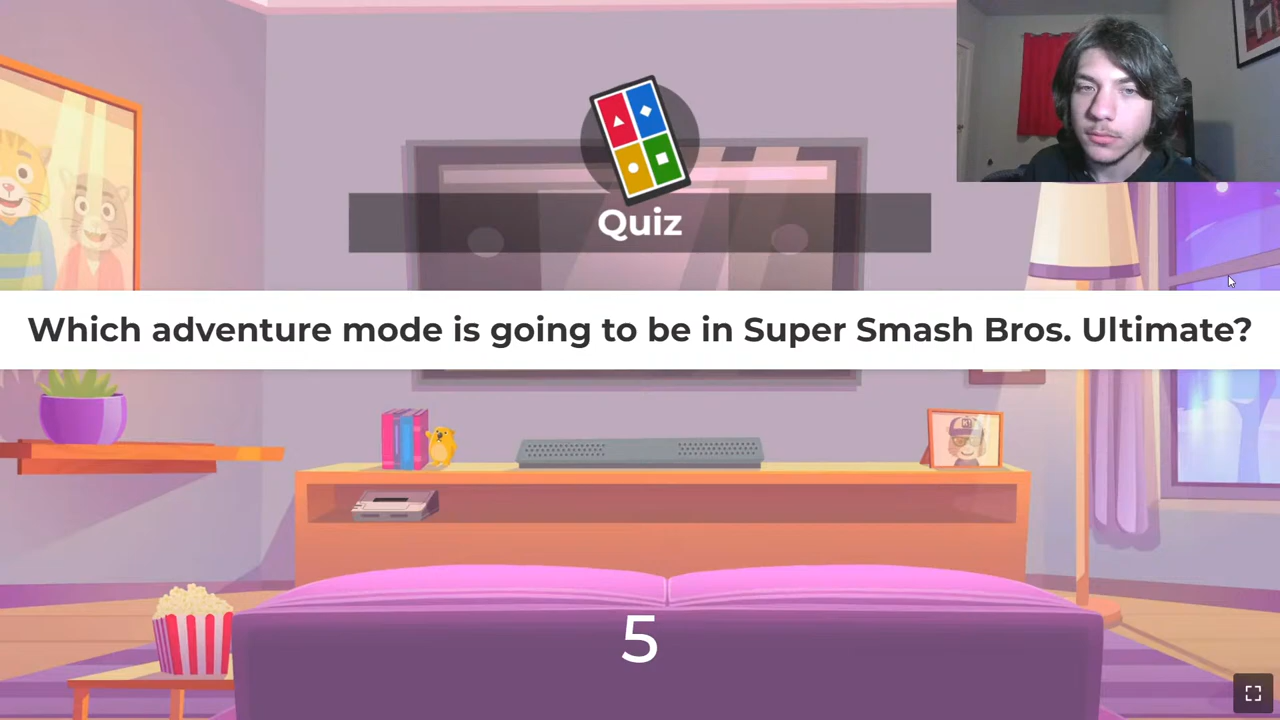 Quiz
Which adventure mode is going to be in Super Smash Bros. Ultimate?
5